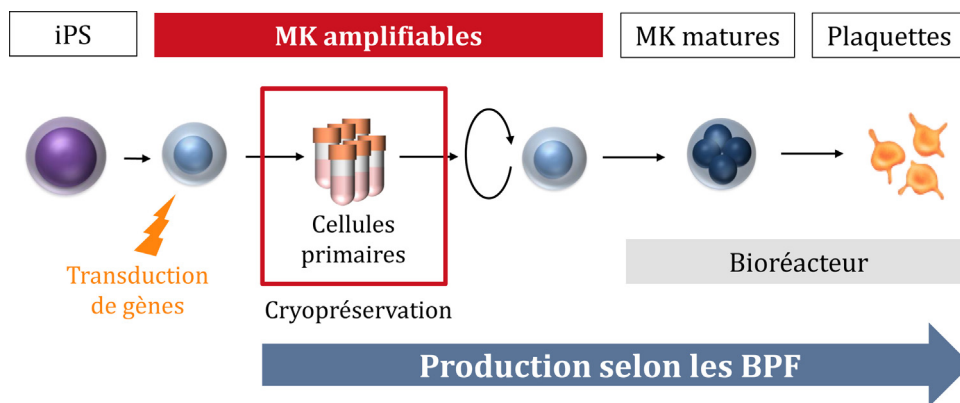 iPS
MK amplifiables
MK matures
Plaquettes
Cellules
primaires
Transduction
de gènes
Cryopréservation
Bioréacteur
Production selon les BPF